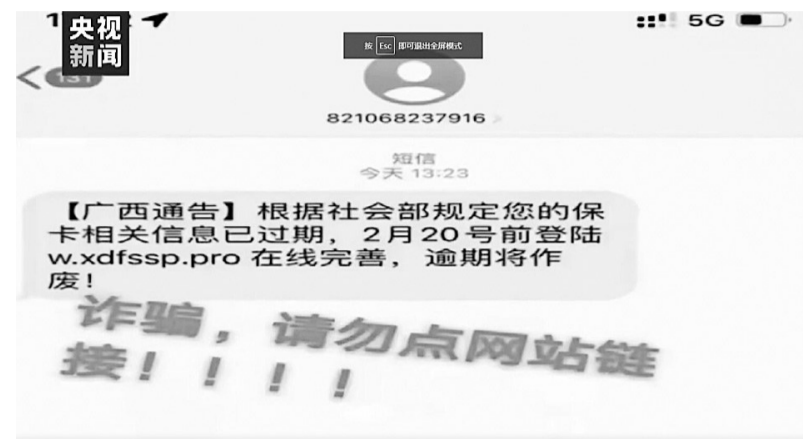 央视
新闻
5G
按 Esc 即可退出全屏模式
131
821068237916
短信
今天 13:23
【广西通告】根据社会部规定您的保
卡相关信息已过期，2月20号前登陆
w.xdfssp.pro 在线完善，逾期将作
废！
诈骗，请勿点网站链
接！！！！